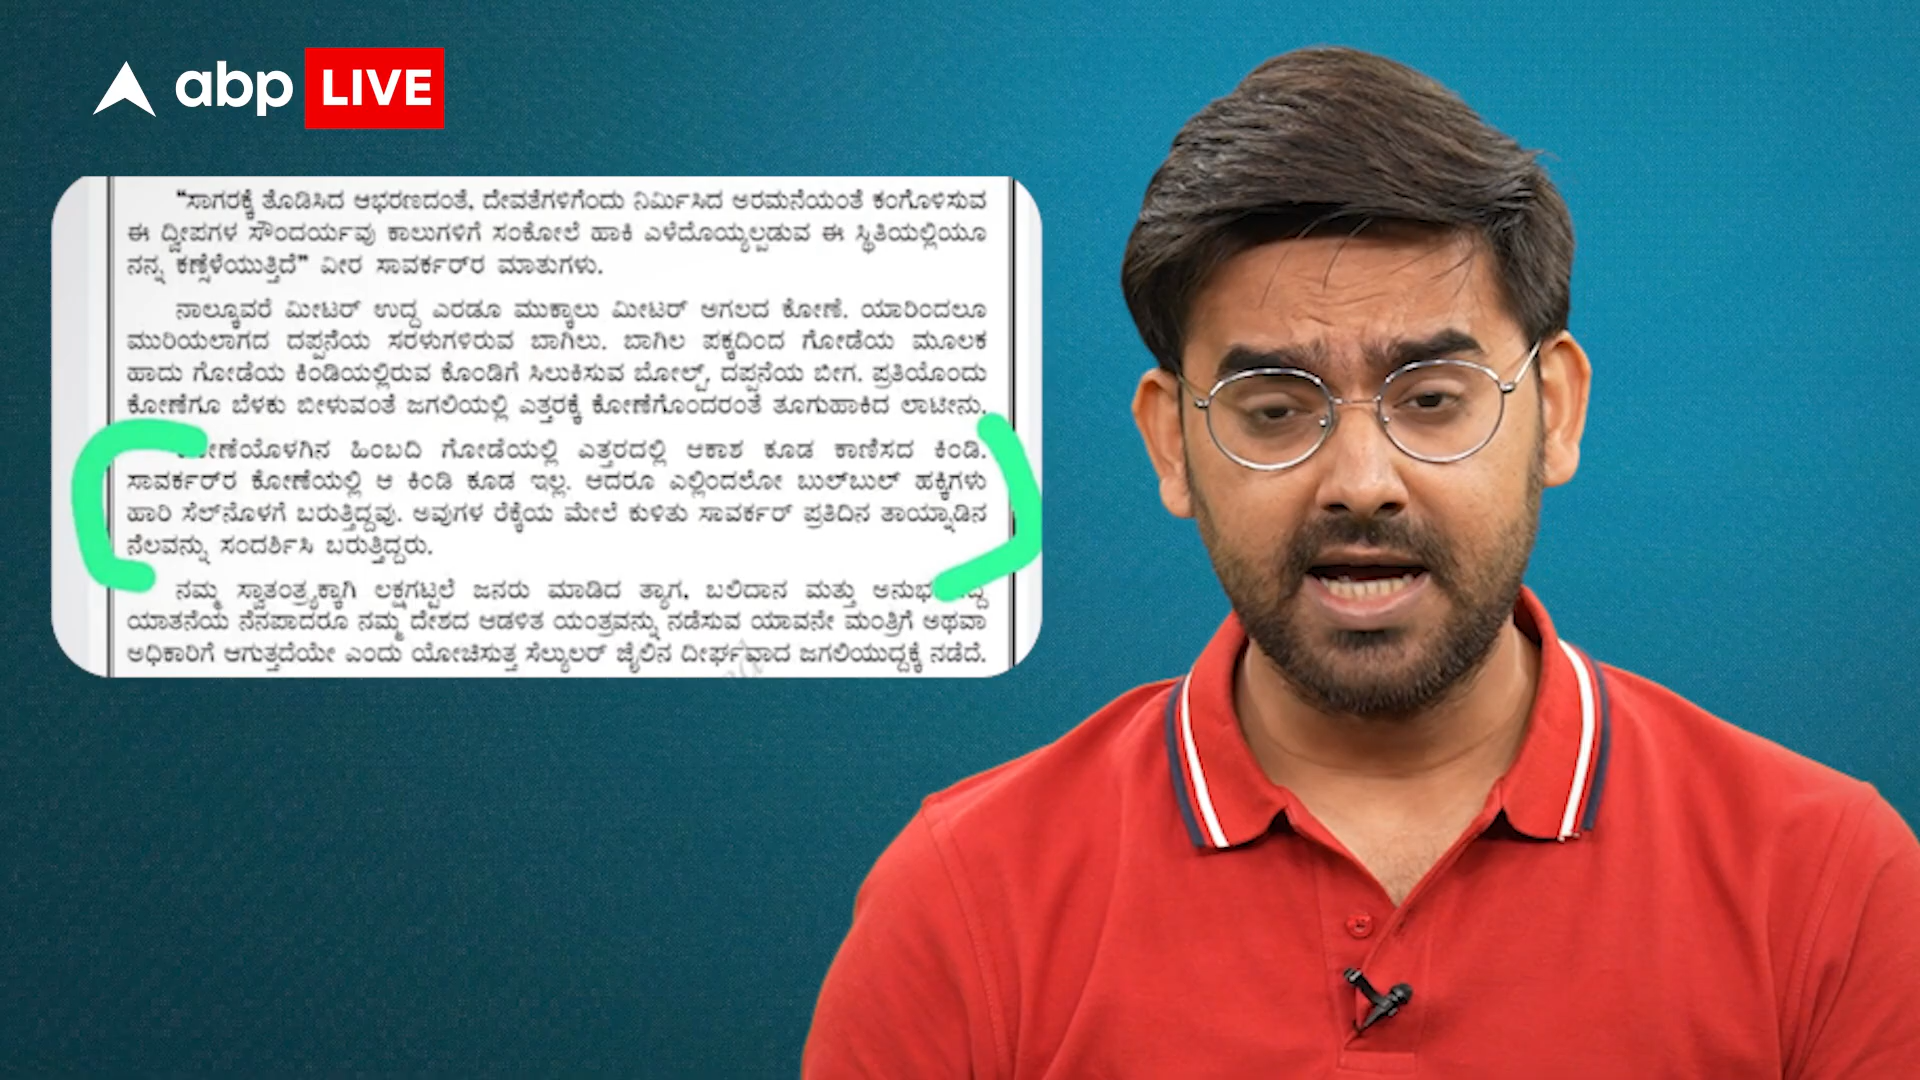 abp LIVE
“ಸಾಗರಕ್ಕೆ ತೊಡಿಸಿದ ಆಭರಣದಂತೆ, ದೇವತೆಗಳಿಗೆಂದು ನಿರ್ಮಿಸಿದ ಅರಮನೆಯಂತೆ ಕಂಗೊಳಿಸುವ
ಈ ದ್ವೀಪಗಳ ಸೌಂದರ್ಯವು ಕಾಲುಗಳಿಗೆ ಸಂಕೋಲೆ ಹಾಕಿ ಎಳೆದೊಯ್ಯಲ್ಪಡುವ ಈ ಸ್ಥಿತಿಯಲ್ಲಿಯೂ
ನನ್ನ ಕಣ್ಸೆಳೆಯುತ್ತಿದೆ” ವೀರ ಸಾವರ್ಕರ್‌ರ ಮಾತುಗಳು.
ನಾಲ್ಕೂವರೆ ಮೀಟರ್ ಉದ್ದ ಎರಡೂ ಮುಕ್ಕಾಲು ಮೀಟರ್ ಅಗಲದ ಕೋಣೆ. ಯಾರಿಂದಲೂ
ಮುರಿಯಲಾಗದ ದಪ್ಪನೆಯ ಸರಳುಗಳಿರುವ ಬಾಗಿಲು. ಬಾಗಿಲ ಪಕ್ಕದಿಂದ ಗೋಡೆಯ ಮೂಲಕ
ಹಾದು ಗೋಡೆಯ ಕಿಂಡಿಯಲ್ಲಿರುವ ಕೊಂಡಿಗೆ ಸಿಲುಕಿಸುವ ಬೋಲ್ಟ್, ದಪ್ಪನೆಯ ಬೀಗ. ಪ್ರತಿಯೊಂದು
ಕೋಣೆಗೂ ಬೆಳಕು ಬೀಳುವಂತೆ ಜಗಲಿಯಲ್ಲಿ ಎತ್ತರಕ್ಕೆ ಕೋಣೆಗೊಂದರಂತೆ ತೂಗುಹಾಕಿದ ಲಾಟೀನು.
ಹಿಂಬದಿ ಗೋಡೆಯಲ್ಲಿ ಎತ್ತರದಲ್ಲಿ ಆಕಾಶ ಕೂಡ ಕಾಣಿಸದ ಕಿಂಡಿ.
ಸಾವರ್ಕರ್‌ರ ಕೋಣೆಯಲ್ಲಿ ಆ ಕಿಂಡಿ ಕೂಡ ಇಲ್ಲ. ಆದರೂ ಎಲ್ಲಿಂದಲೋ ಬುಲ್‌ಬುಲ್ ಹಕ್ಕಿಗಳು
ಹಾರಿ ಸೆಲ್‌ನೊಳಗೆ ಬರುತ್ತಿದ್ದವು. ಅವುಗಳ ರೆಕ್ಕೆಯ ಮೇಲೆ ಕುಳಿತು ಸಾವರ್ಕರ್ ಪ್ರತಿದಿನ ತಾಯ್ನಾಡಿನ
ನೆಲವನ್ನು ಸಂದರ್ಶಿಸಿ ಬರುತ್ತಿದ್ದರು.
ನಮ್ಮ ಸ್ವಾತಂತ್ರ್ಯಕ್ಕಾಗಿ ಲಕ್ಷಗಟ್ಟಲೆ ಜನರು ಮಾಡಿದ ತ್ಯಾಗ, ಬಲಿದಾನ ಮತ್ತು
ಯಾತನೆಯ ನೆನಪಾದರೂ ನಮ್ಮ ದೇಶದ ಆಡಳಿತ ಯಂತ್ರವನ್ನು ನಡೆಸುವ ಯಾವನೇ ಮಂತ್ರಿಗೆ ಅಥವಾ
ಅಧಿಕಾರಿಗೆ ಆಗುತ್ತದೆಯೇ ಎಂದು ಯೋಚಿಸುತ್ತ ಸೆಲ್ಯುಲರ್ ಜೈಲಿನ ದೀರ್ಘವಾದ ಜಗಲಿಯುದ್ದಕ್ಕೆ ನಡೆದೆ.